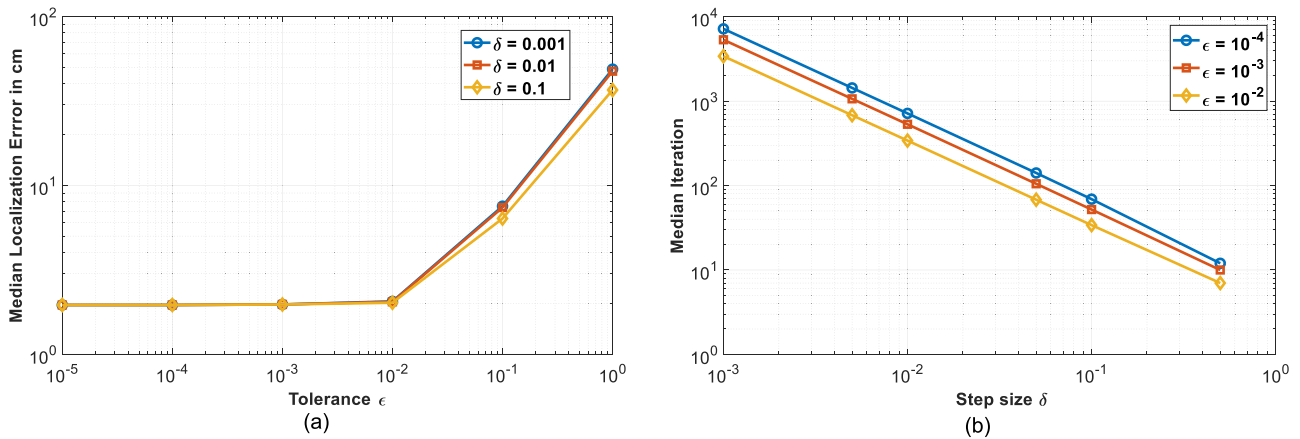 10^2
10^1
10^0
Median Localization Errror in cm
δ = 0.001
δ = 0.01
δ = 0.1
10^-5 10^-4 10^-3 10^-2 10^-1 10^0
Tolerance ϵ
(a)
10^4
10^3
10^2
10^1
10^0
Median Iteration
ϵ = 10^-4
ϵ = 10^-3
ϵ = 10^-2
10^-3 10^-2 10^-1 10^0
Step size δ
(b)